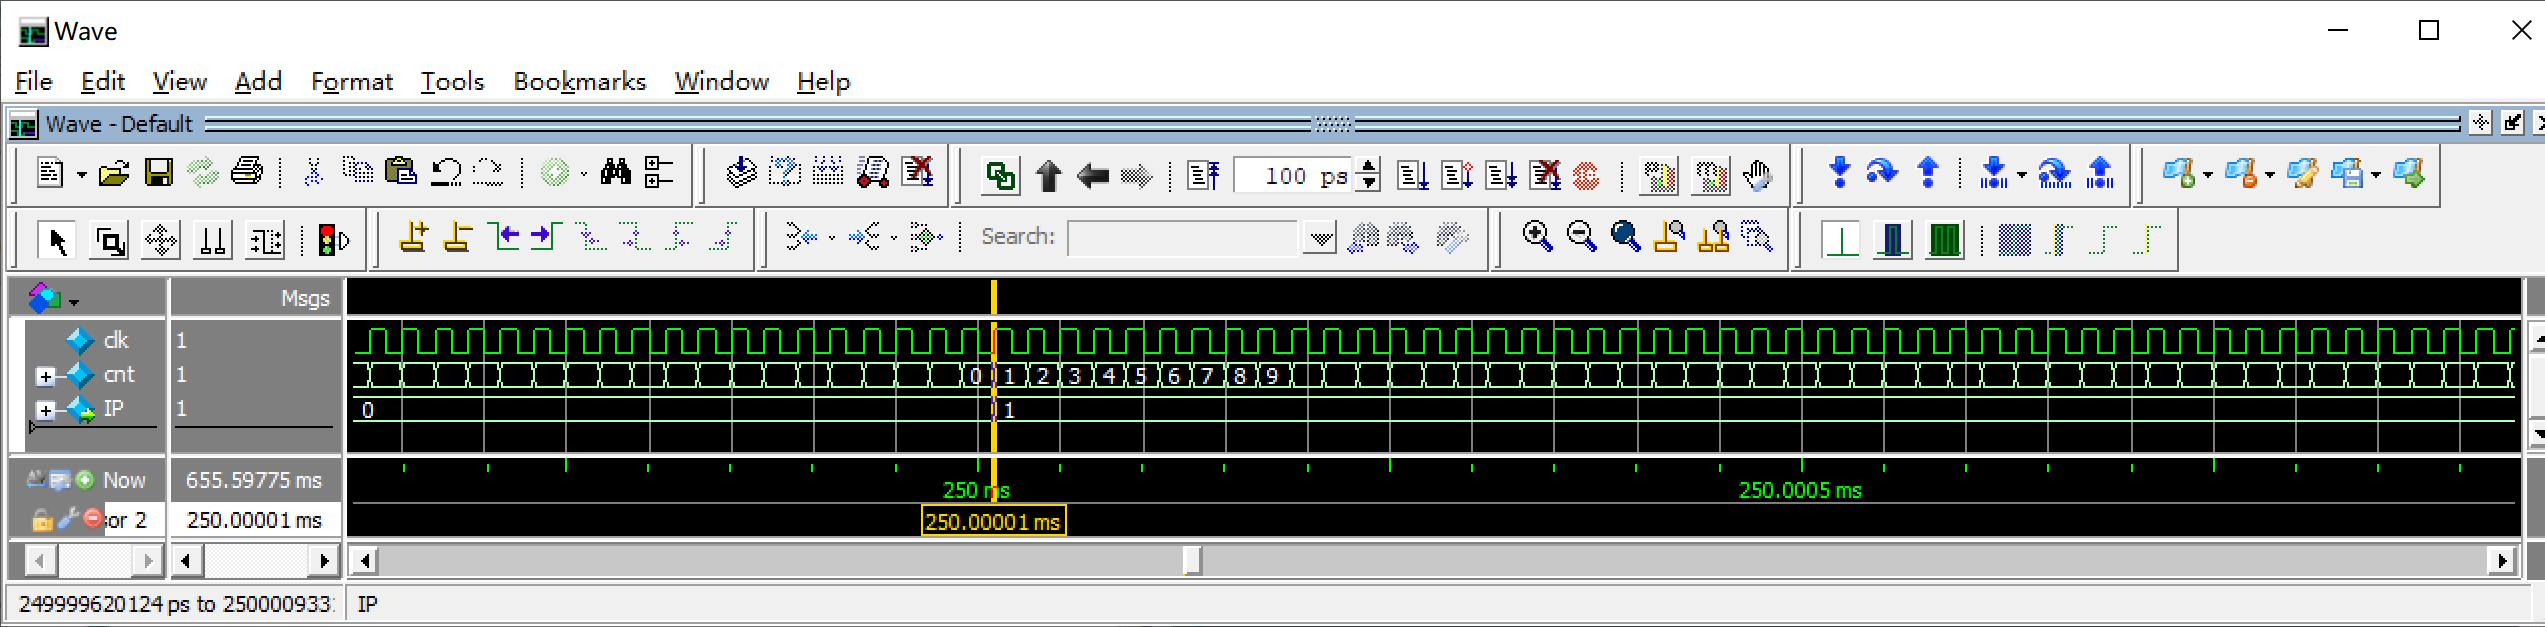 Wave
File Edit View Add Format Tools Bookmarks Window Help
Wave - Default
100 ps
Search:
Msgs
clk 1
cnt 1 0 1 2 3 4 5 6 7 8 9
IP 1 0 1
Now 655.59775 ms 250 ms 250.0005 ms
sor 2 250.00001 ms 250.00001 ms
249999620124 ps to 2500009333 IP